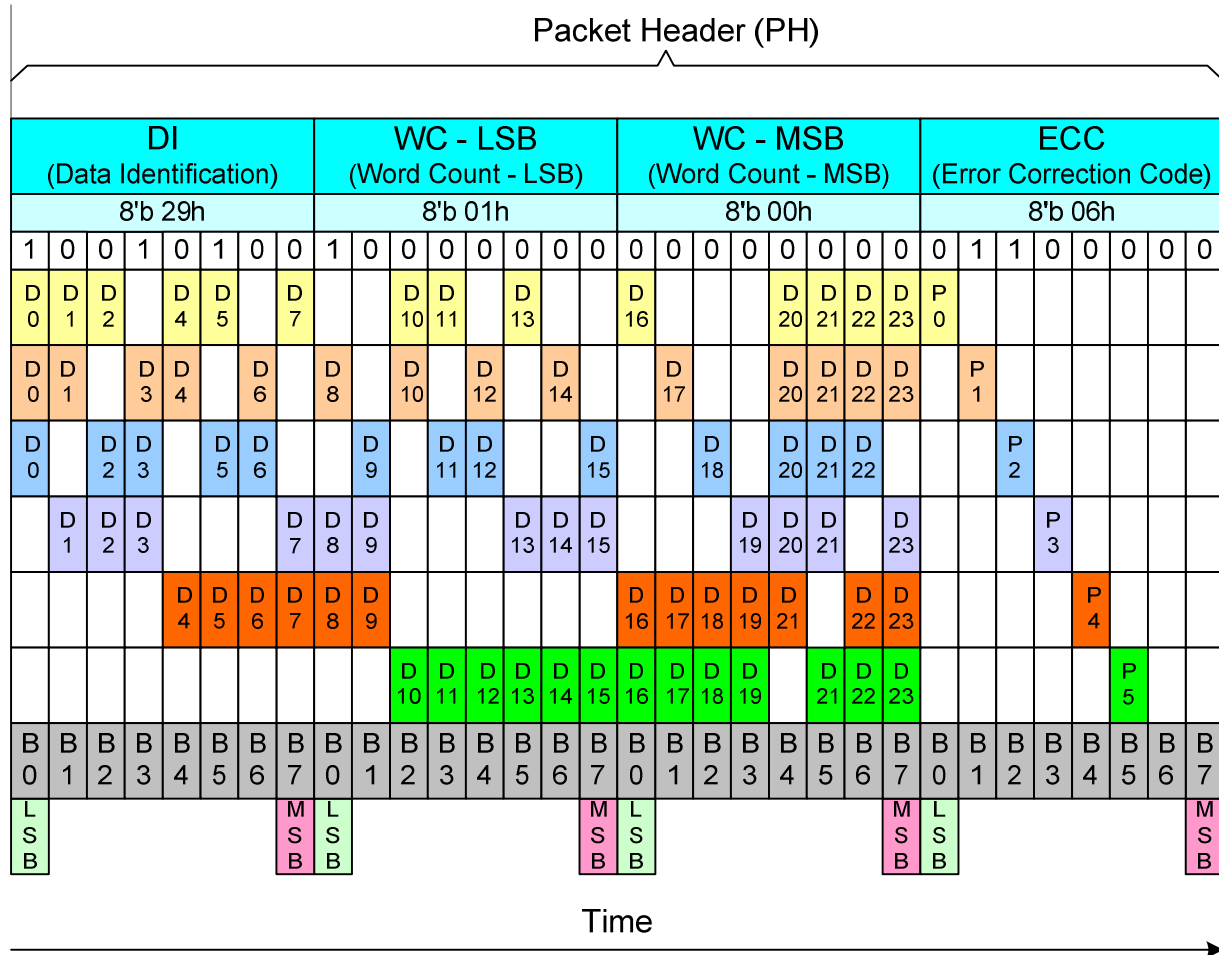 Packet Header (PH)
DI WC - LSB WC - MSB ECC
(Data Identification) (Word Count - LSB) (Word Count - MSB) (Error Correction Code)
8'b 29h 8'b 01h 8'b 00h 8'b 06h
1 0 0 1 0 1 0 0 1 0 0 0 0 0 0 0 0 0 0 0 0 0 0 0 0 1 1 0 0 0 0 0
D0 D1 D2 D4 D5 D7 D10 D11 D13 D16 D20 D21 D22 D23 P0
D0 D1 D3 D4 D6 D8 D10 D12 D14 D17 D20 D21 D22 D23 P1
D0 D2 D3 D5 D6 D9 D11 D12 D15 D18 D20 D21 D22 P2
D1 D2 D3 D7 D8 D9 D13 D14 D15 D19 D20 D21 D23 P3
D4 D5 D6 D7 D8 D9 D16 D17 D18 D19 D21 D22 D23 P4
D10 D11 D12 D13 D14 D15 D16 D17 D18 D19 D21 D22 D23 P5
B0 B1 B2 B3 B4 B5 B6 B7 B0 B1 B2 B3 B4 B5 B6 B7 B0 B1 B2 B3 B4 B5 B6 B7 B0 B1 B2 B3 B4 B5 B6 B7
LSB MSB LSB MSB LSB MSB LSB MSB
Time